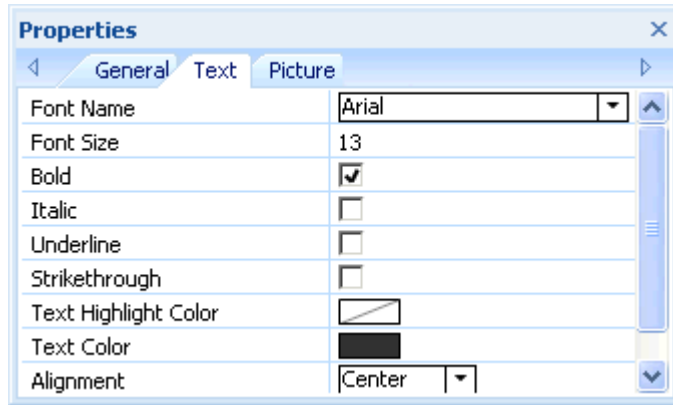 Properties
General Text Picture
Font Name Arial
Font Size 13
Bold
Italic
Underline
Strikethrough
Text Highlight Color
Text Color
Alignment Center